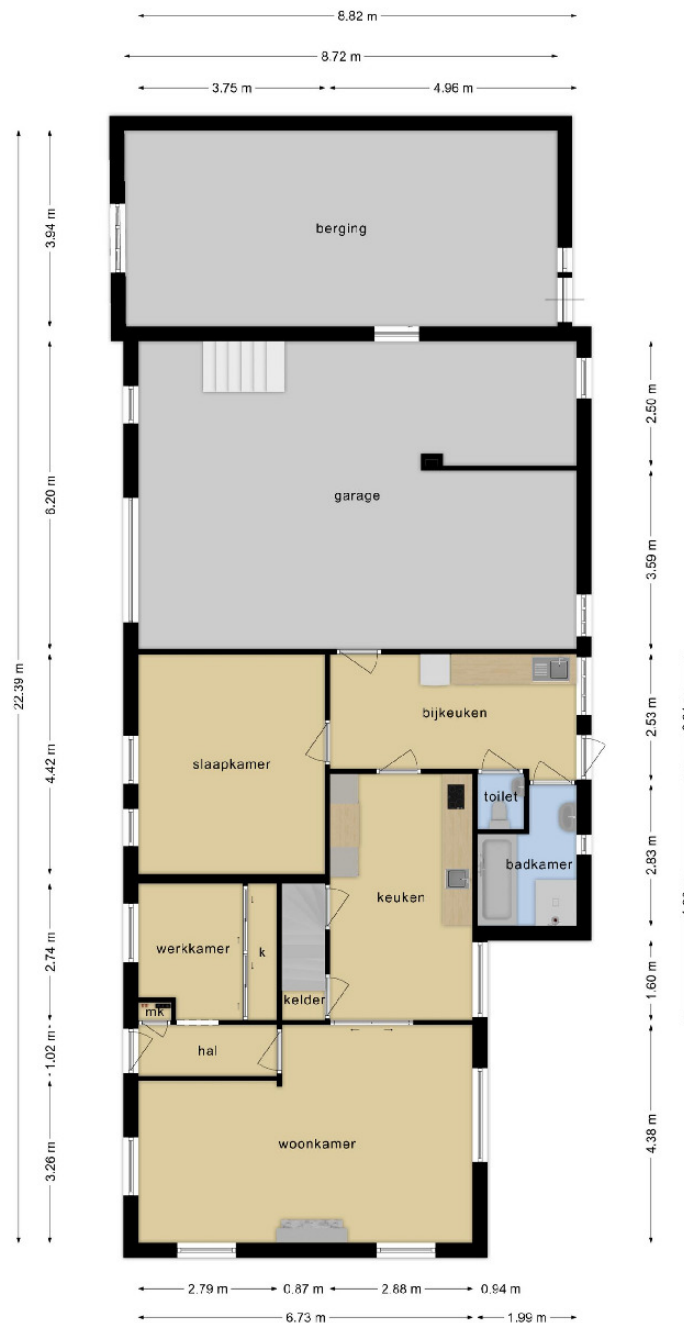 8.82 m
8.72 m
3.75 m
4.96 m
3.94 m
berging
2.50 m
6.20 m
garage
3.59 m
22.39 m
bijkeuken
2.53 m
4.42 m
slaapkamer
toilet
badkamer
2.83 m
keuken
werkkamer
k
2.74 m
kelder
1.60 m
mk
1.02 m
hal
woonkamer
4.38 m
3.26 m
2.79 m
0.87 m
2.88 m
0.94 m
6.73 m
1.99 m